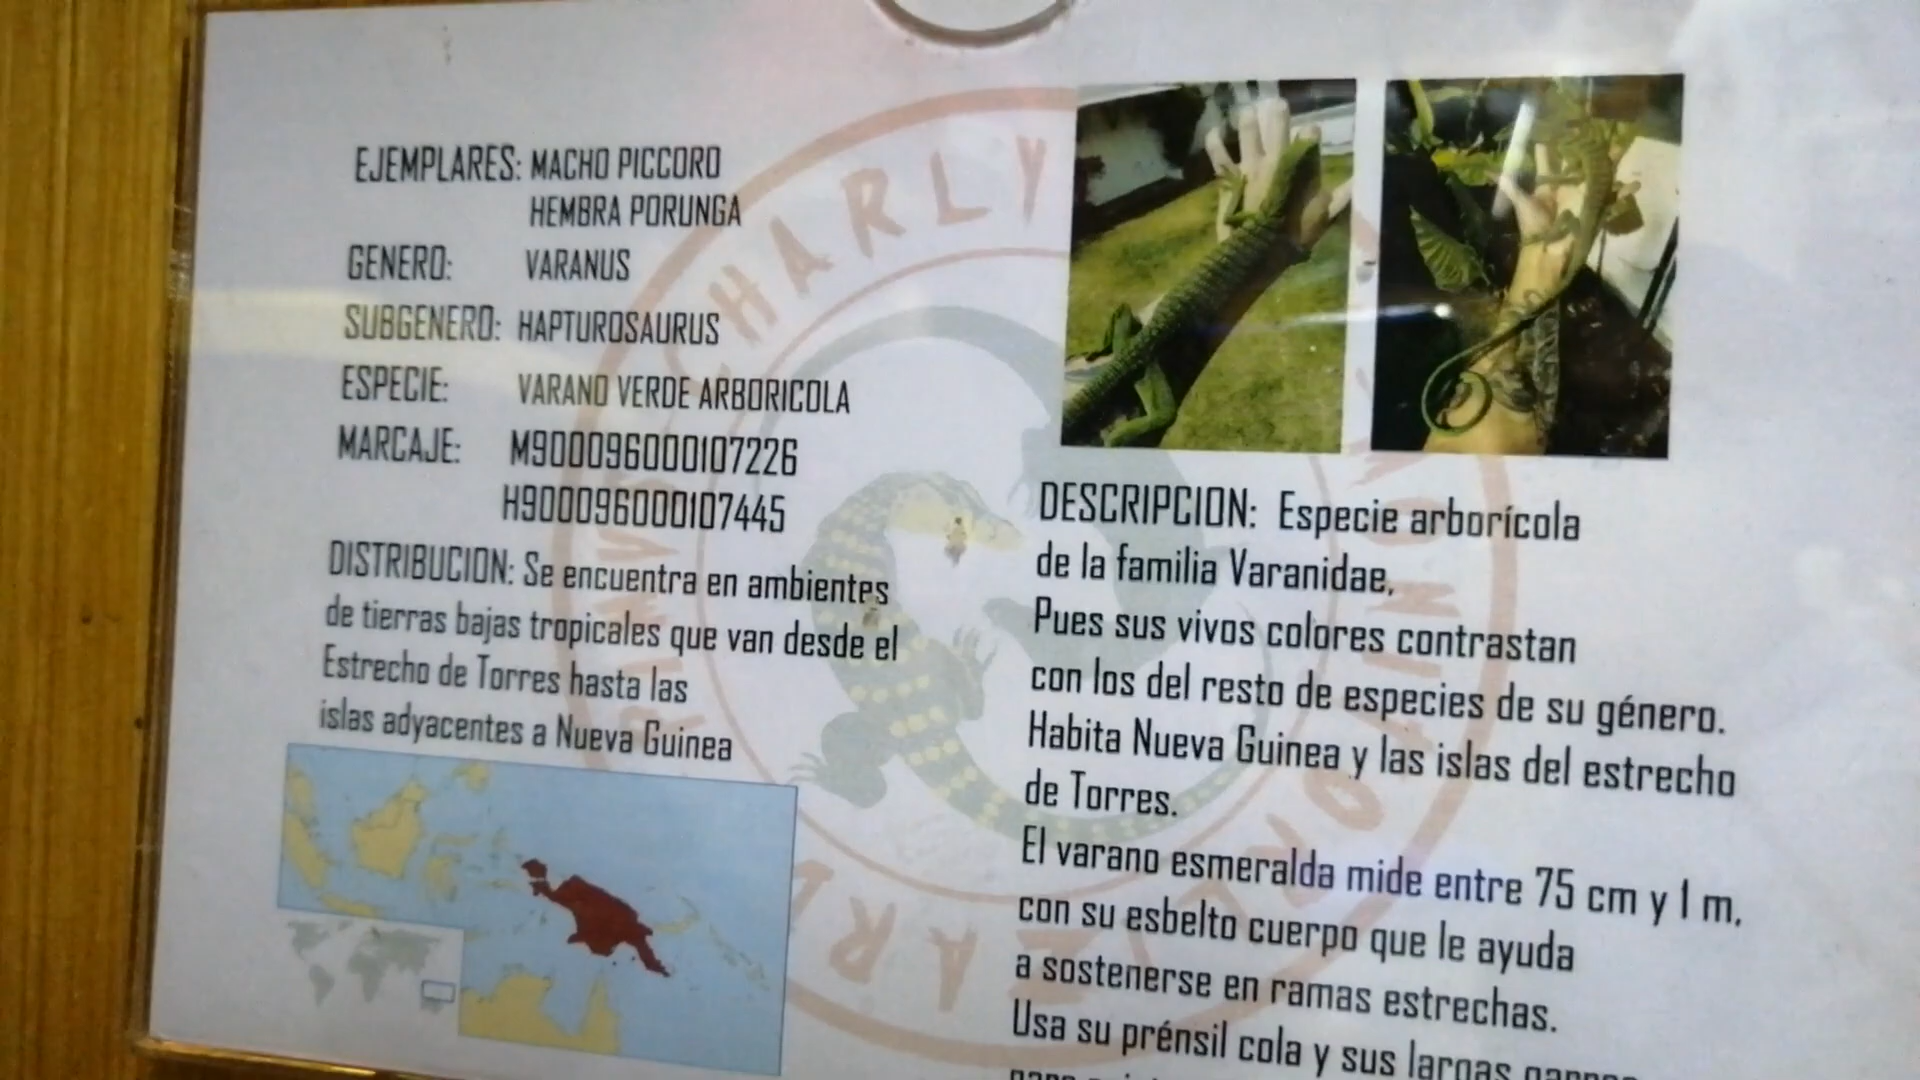 EJEMPLARES: MACHO PICCORO
HEMBRA PORUNGA
GENERO: VARANUS
SUBGENERO: HAPTUROSAURUS
ESPECIE: VARANO VERDE ARBORICOLA
MARCAJE: M900096000107226
H900096000107445
DISTRIBUCION: Se encuentra en ambientes
de tierras bajas tropicales que van desde el
Estrecho de Torres hasta las
islas adyacentes a Nueva Guinea
DESCRIPCION: Especie arborícola
de la familia Varanidae,
Pues sus vivos colores contrastan
con los del resto de especies de su género.
Habita Nueva Guinea y las islas del estrecho
de Torres.
El varano esmeralda mide entre 75 cm y 1 m,
con su esbelto cuerpo que le ayuda
a sostenerse en ramas estrechas.
Usa su prénsil cola y sus largas
CHARLY